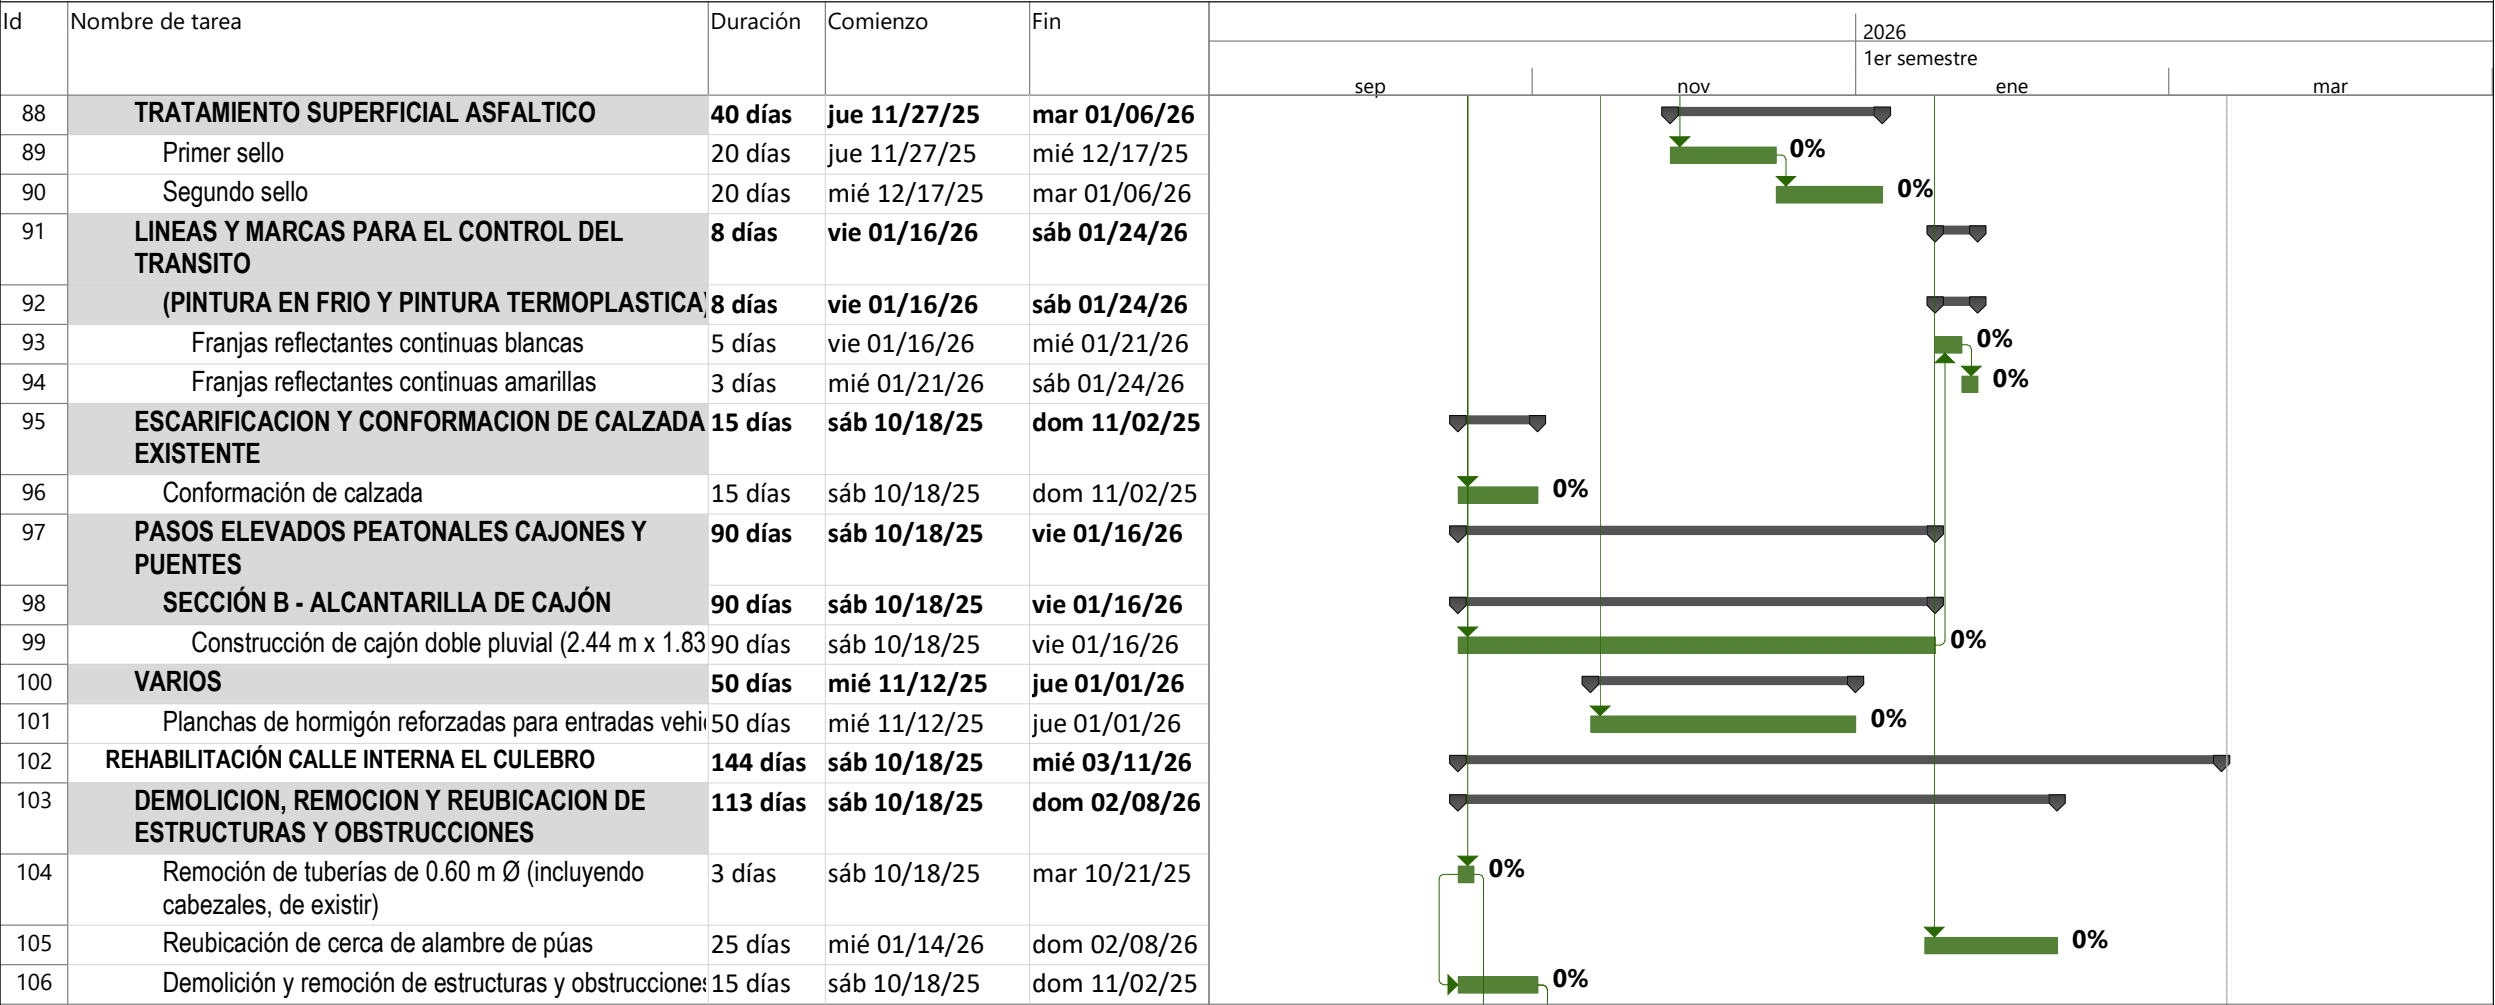 Id Nombre de tarea Duración Comienzo Fin
2026
1er semestre
sep nov ene mar
88 TRATAMIENTO SUPERFICIAL ASFALTICO 40 días jue 11/27/25 mar 01/06/26
89 Primer sello 20 días jue 11/27/25 mié 12/17/25 0%
90 Segundo sello 20 días mié 12/17/25 mar 01/06/26 0%
91 LINEAS Y MARCAS PARA EL CONTROL DEL 8 días vie 01/16/26 sáb 01/24/26
TRANSITO
92 (PINTURA EN FRIO Y PINTURA TERMOPLASTICA) 8 días vie 01/16/26 sáb 01/24/26
93 Franjas reflectantes continuas blancas 5 días vie 01/16/26 mié 01/21/26 0%
94 Franjas reflectantes continuas amarillas 3 días mié 01/21/26 sáb 01/24/26 0%
95 ESCARIFICACION Y CONFORMACION DE CALZADA 15 días sáb 10/18/25 dom 11/02/25
EXISTENTE
96 Conformación de calzada 15 días sáb 10/18/25 dom 11/02/25 0%
97 PASOS ELEVADOS PEATONALES CAJONES Y 90 días sáb 10/18/25 vie 01/16/26
PUENTES
98 SECCIÓN B - ALCANTARILLA DE CAJÓN 90 días sáb 10/18/25 vie 01/16/26
99 Construcción de cajón doble pluvial (2.44 m x 1.83 90 días sáb 10/18/25 vie 01/16/26 0%
100 VARIOS 50 días mié 11/12/25 jue 01/01/26
101 Planchas de hormigón reforzadas para entradas vehi 50 días mié 11/12/25 jue 01/01/26 0%
102 REHABILITACIÓN CALLE INTERNA EL CULEBRO 144 días sáb 10/18/25 mié 03/11/26
103 DEMOLICION, REMOCION Y REUBICACION DE 113 días sáb 10/18/25 dom 02/08/26
ESTRUCTURAS Y OBSTRUCCIONES
104 Remoción de tuberías de 0.60 m Ø (incluyendo 3 días sáb 10/18/25 mar 10/21/25 0%
cabezales, de existir)
105 Reubicación de cerca de alambre de púas 25 días mié 01/14/26 dom 02/08/26 0%
106 Demolición y remoción de estructuras y obstrucciones 15 días sáb 10/18/25 dom 11/02/25 0%